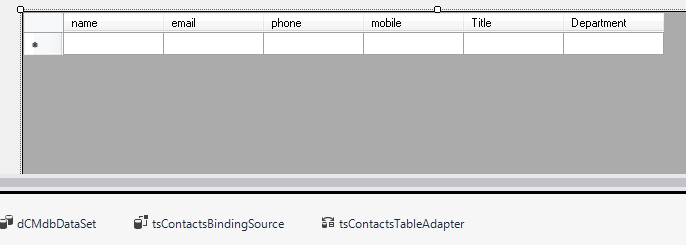 name email phone mobile Title Department
dCMdbDataSet tsContactsBindingSource tsContactsTableAdapter